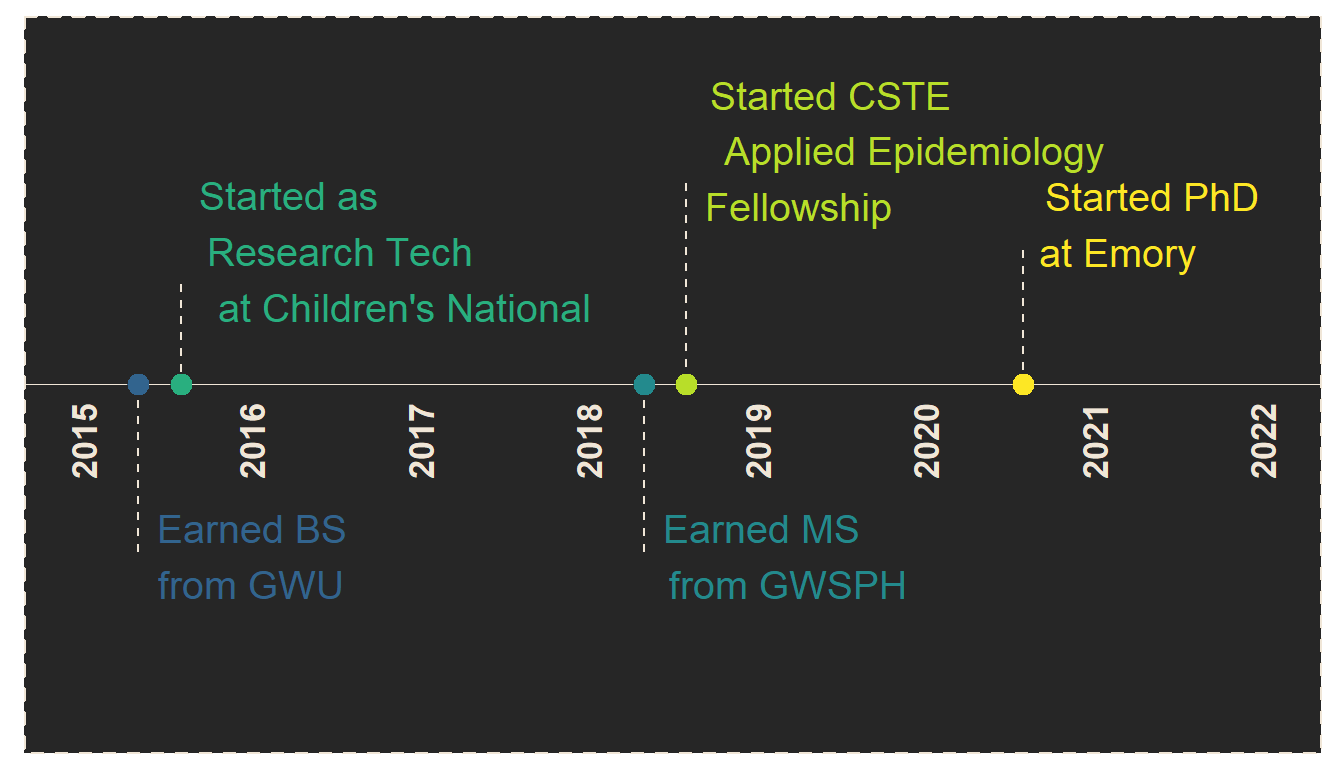 Started CSTE
Applied Epidemiology
Fellowship
Started as
Research Tech
at Children's National
Started PhD
at Emory
2015
2016
2017
2018
2019
2020
2021
2022
Earned BS
from GWU
Earned MS
from GWSPH